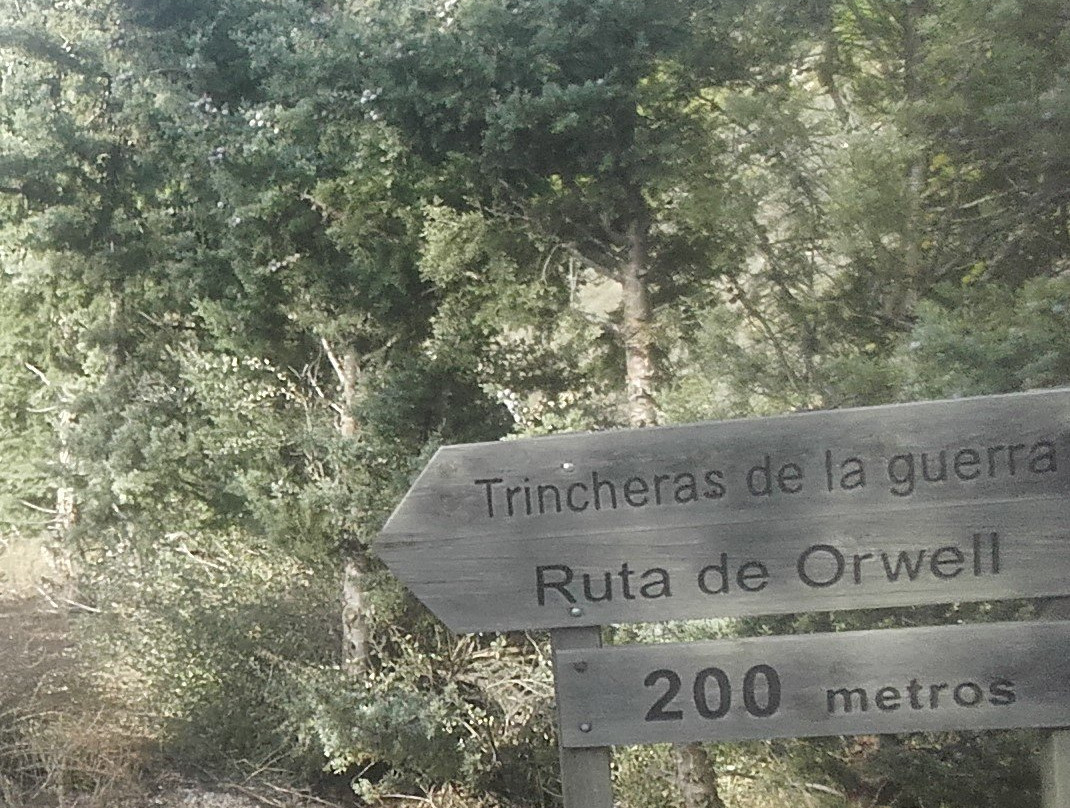 Trincheras de la guerra
Ruta de Orwell
200 metros